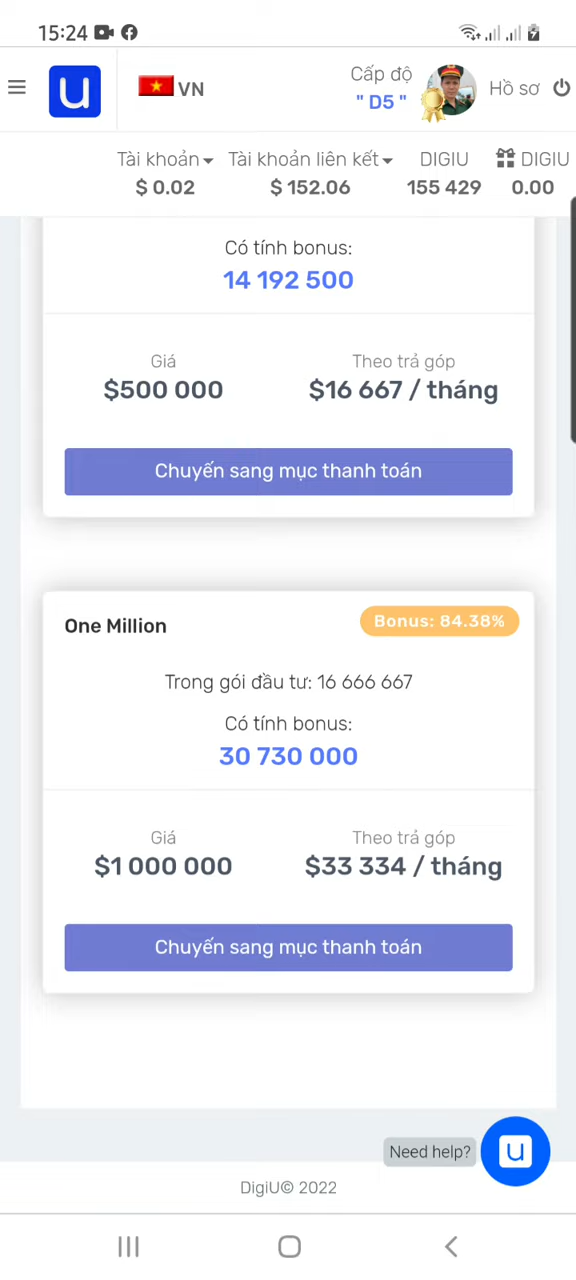 15:24
VN
Cấp độ
" D5 "
Hồ sơ
Tài khoản
$ 0.02
Tài khoản liên kết
$ 152.06
DIGIU
155 429
DIGIU
0.00
Có tính bonus:
14 192 500
Giá
$500 000
Theo trả góp
$16 667 / tháng
Chuyến sang mục thanh toán
One Million
Bonus: 84.38%
Trong gói đầu tư: 16 666 667
Có tính bonus:
30 730 000
Giá
$1 000 000
Theo trả góp
$33 334 / tháng
Chuyến sang mục thanh toán
Need help?
DigiU© 2022